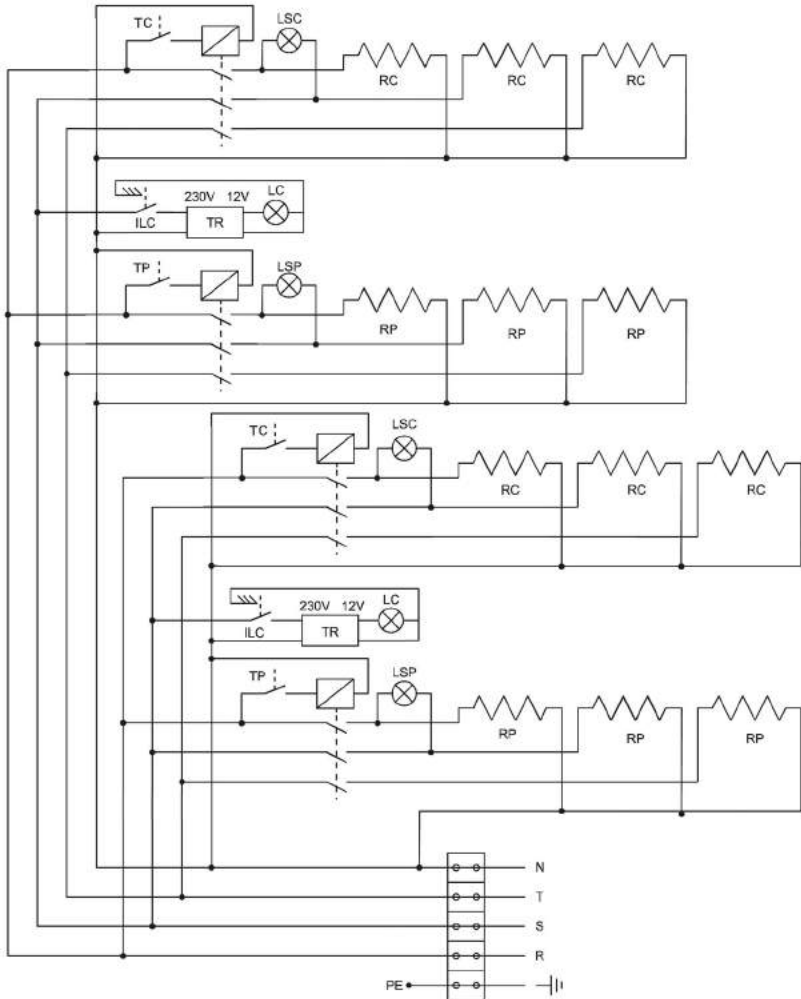 TC LSC
RC RC RC
230V 12V LC
ILC TR
TP LSP
RP RP RP
TC LSC
RC RC RC
230V 12V LC
ILC TR
TP LSP
RP RP RP
N
T
S
R
PE